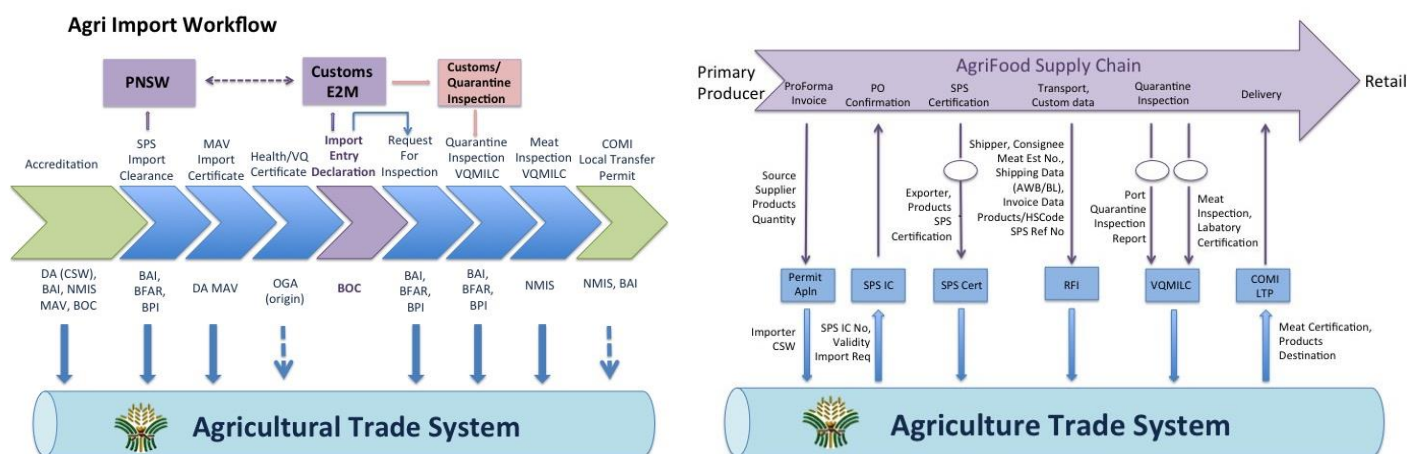 Agri Import Workflow
PNSW
Customs
E2M
Customs/
Quarantine
Inspection
Accreditation
SPS
Import
Clearance
MAV
Import
Certificate
Health/VQ
Certificate
Import
Entry
Declaration
Request
For
Inspection
Quarantine
Inspection
VQMILC
Meat
Inspection
VQMILC
COMI
Local Transfer
Permit
DA (CSW),
BAI, NMIS
MAV, BOC
BAI,
BFAR,
BPI
DA MAV
OGA
(origin)
BOC
BAI,
BFAR,
BPI
BAI,
BFAR,
BPI
NMIS
NMIS, BAI
Agricultural Trade System
Primary
Producer
AgriFood Supply Chain
Retail
ProForma
Invoice
PO
Confirmation
SPS
Certification
Transport,
Custom data
Quarantine
Inspection
Delivery
Source
Supplier
Products
Quantity
Exporter,
Products
SPS
Certification
Shipper, Consignee
Meat Est No.,
Shipping Data
(AWB/BL),
Invoice Data
Products/HSCode
SPS Ref No
Port
Quarantine
Inspection
Report
Meat
Inspection,
Labatory
Certification
Permit
Apln
SPS IC
SPS Cert
RFI
VQMILC
COMI
LTP
Importer
CSW
SPS IC No,
Validity
Import Req
Meat Certification,
Products
Destination
Agriculture Trade System